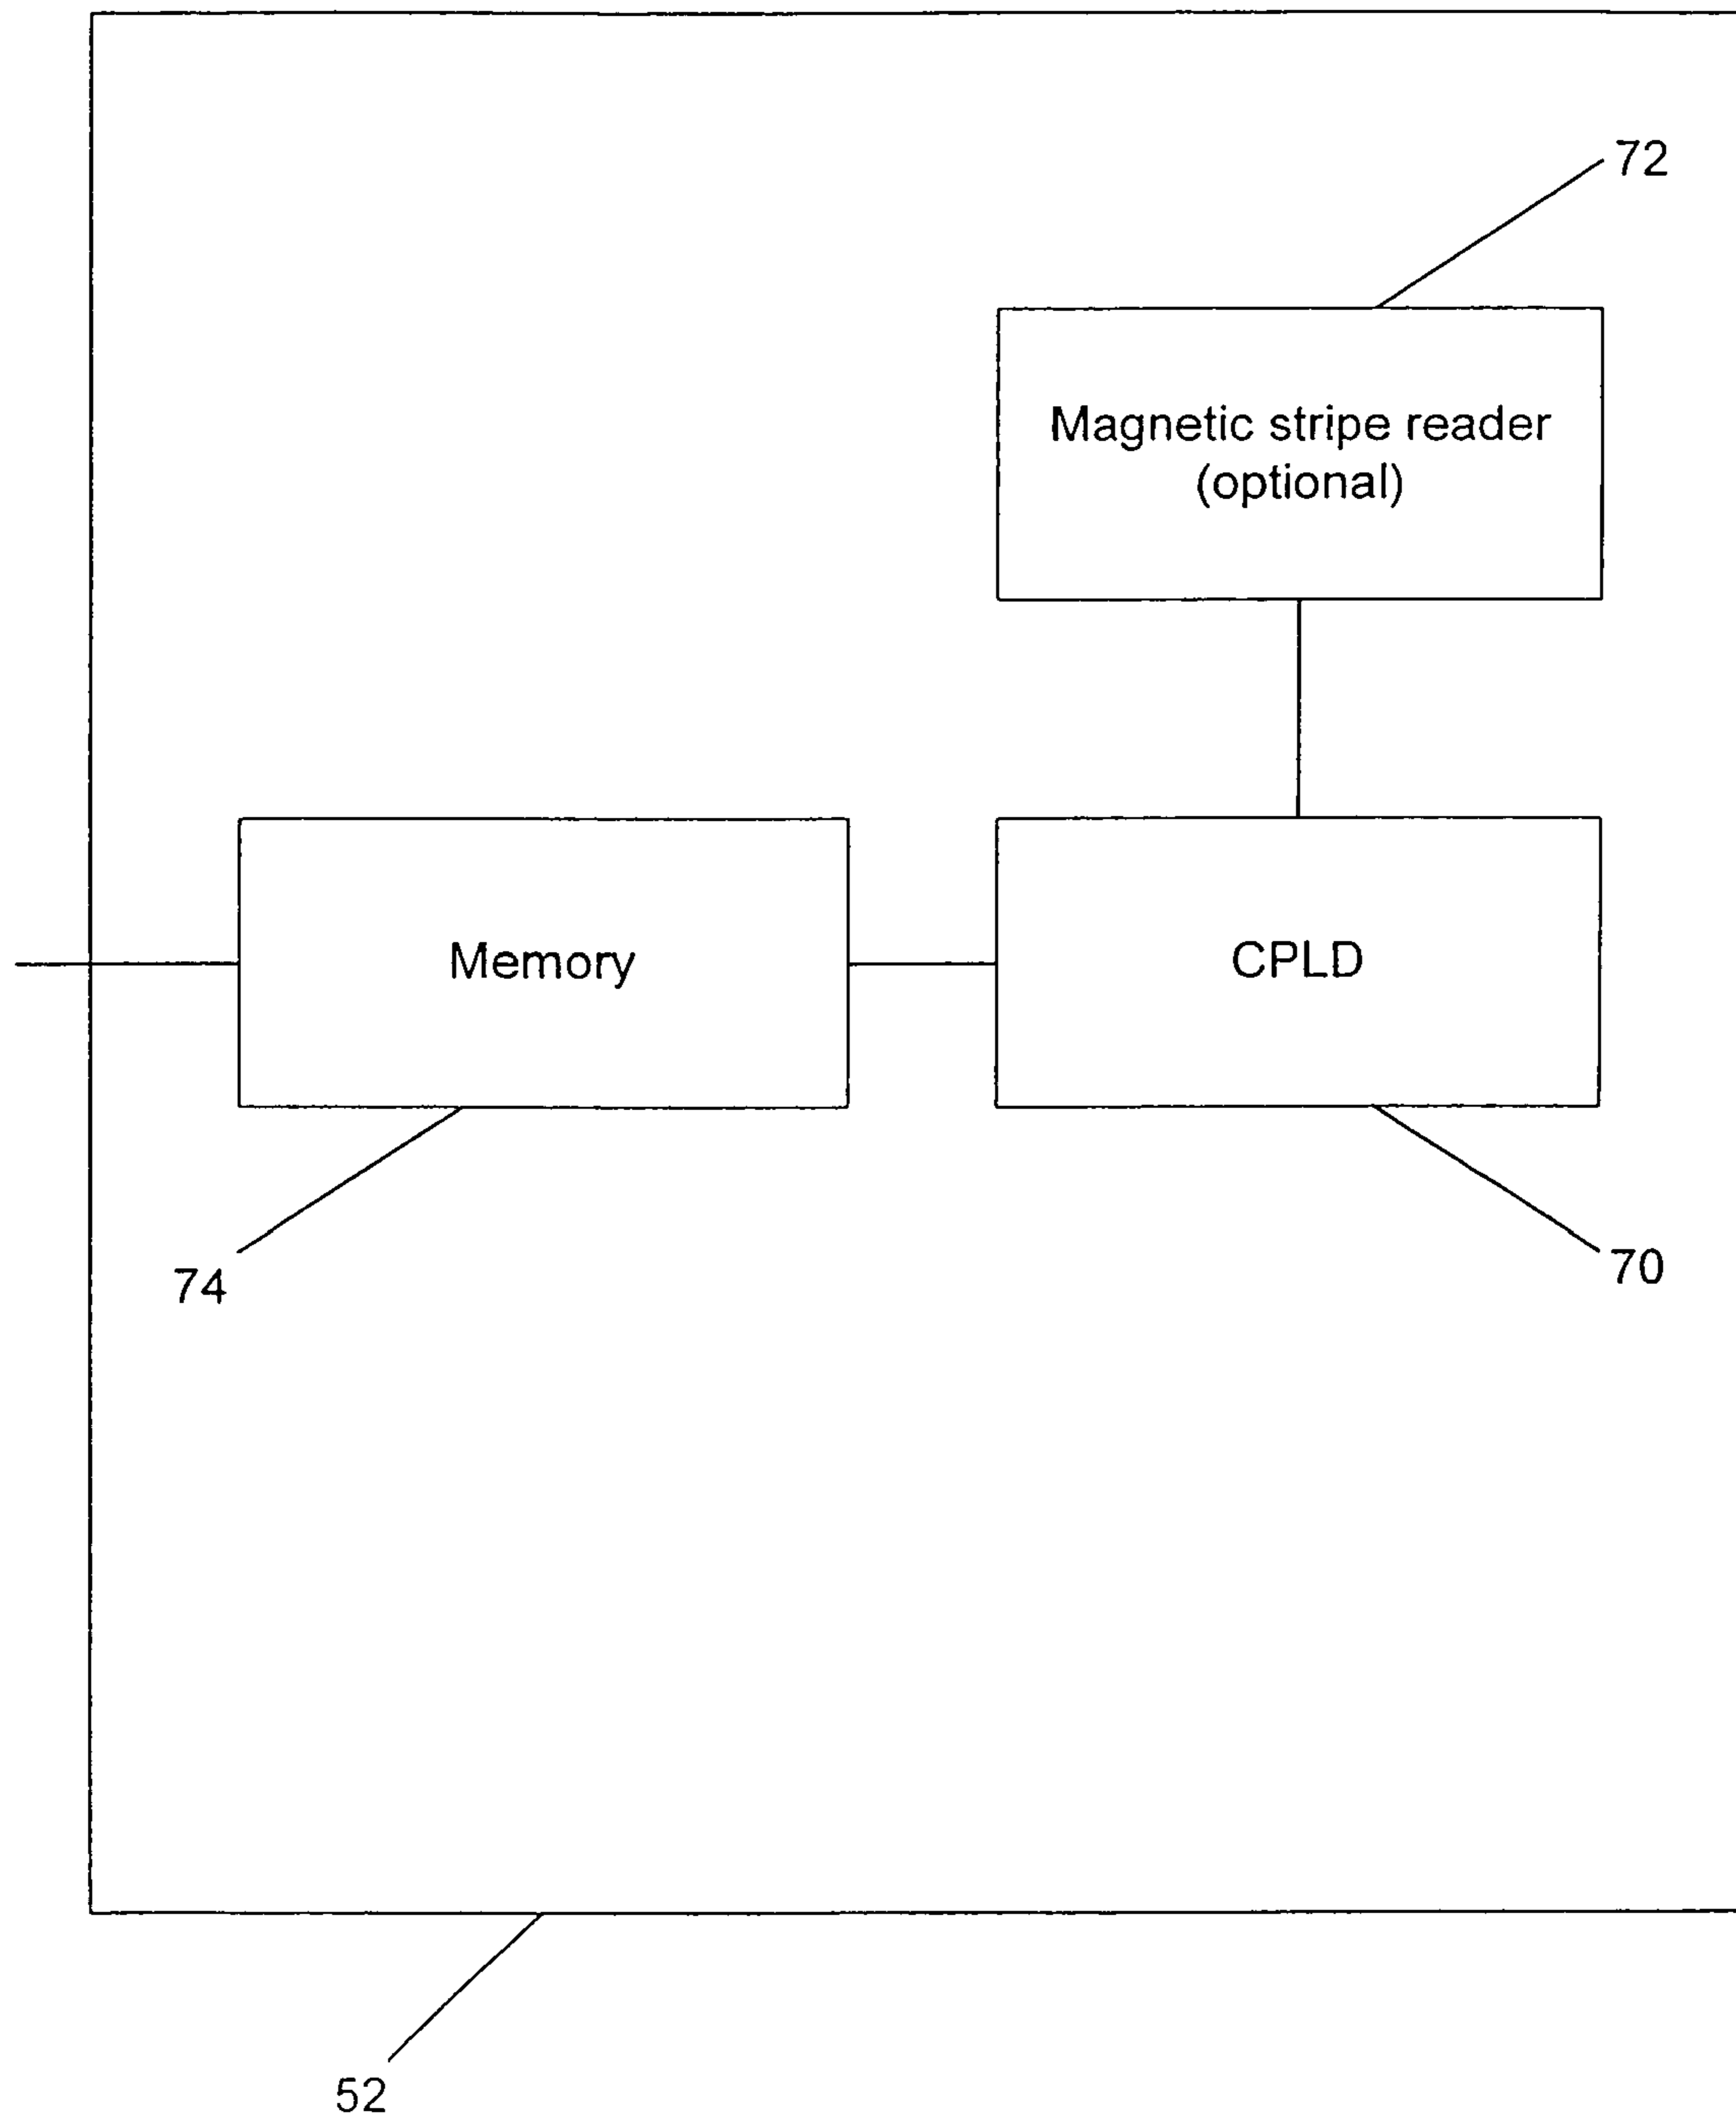 72
Magnetic stripe reader
(optional)
Memory
CPLD
74
70
52